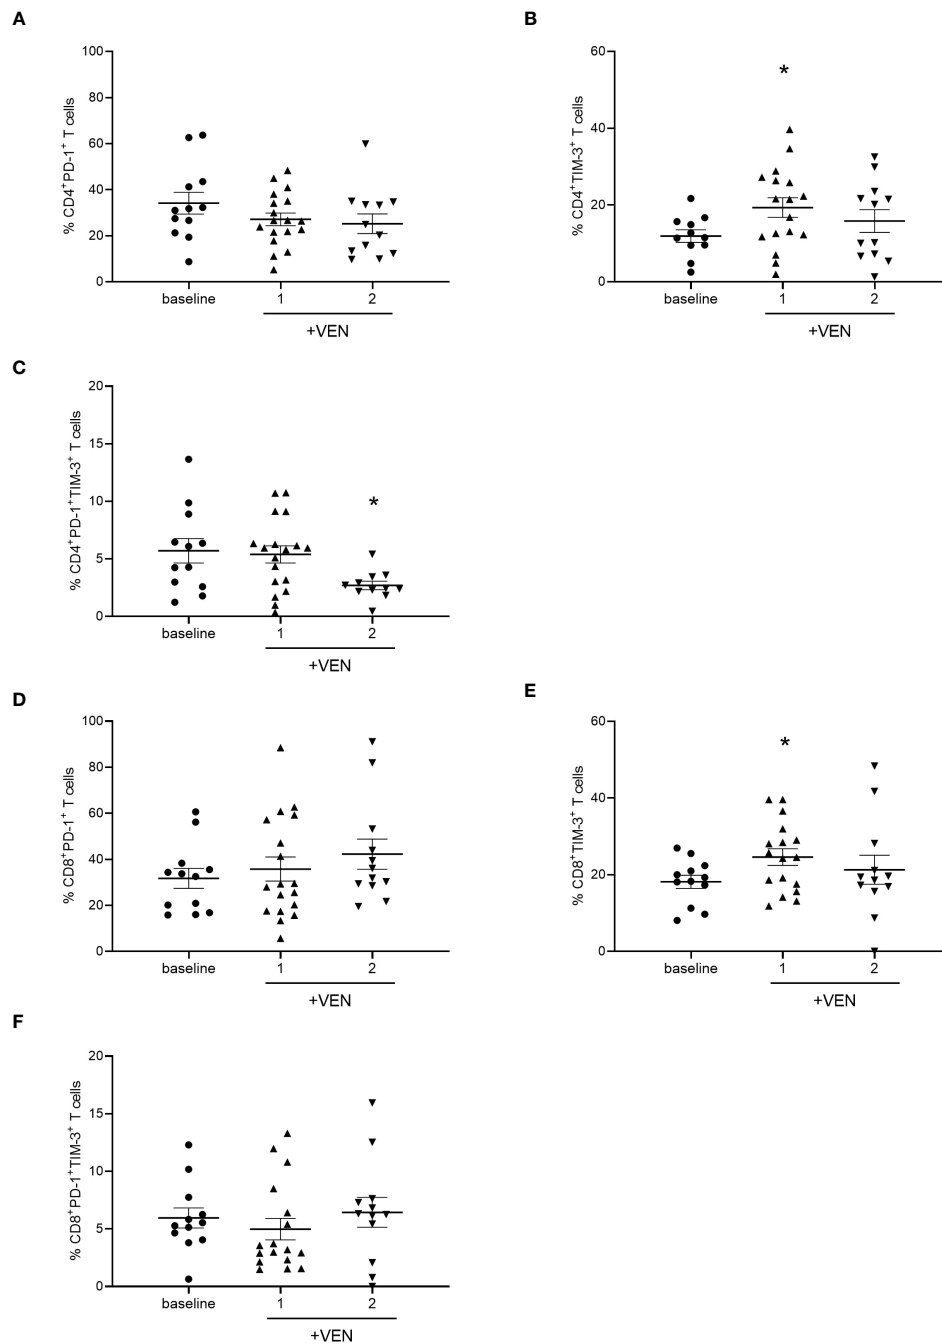 A
% CD4⁺PD-1⁺ T cells
100
80
60
40
20
0
baseline
1
2
+VEN
B
% CD4⁺TIM-3⁺ T cells
60
40
20
0
*
baseline
1
2
+VEN
C
% CD4⁺PD-1⁺TIM-3⁺ T cells
20
15
10
5
0
*
baseline
1
2
+VEN
D
% CD8⁺PD-1⁺ T cells
100
80
60
40
20
0
baseline
1
2
+VEN
E
% CD8⁺TIM-3⁺ T cells
60
40
20
0
*
baseline
1
2
+VEN
F
% CD8⁺PD-1⁺TIM-3⁺ T cells
20
15
10
5
0
baseline
1
2
+VEN